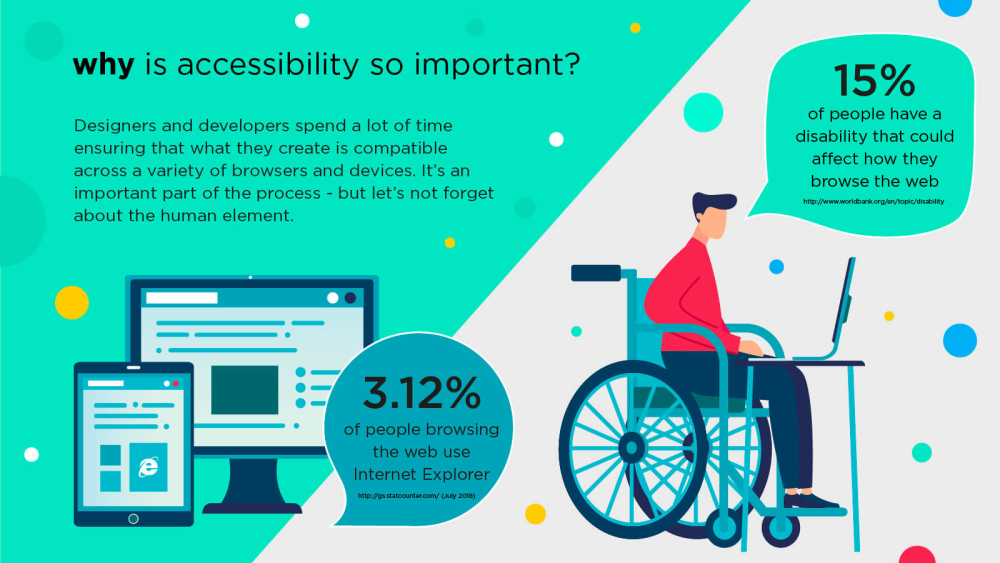 why is accessibility so important?
Designers and developers spend a lot of time
ensuring that what they create is compatible
across a variety of browsers and devices. It's an
important part of the process - but let's not forget
about the human element.
15%
of people have a
disability that could
affect how they
browse the web
http://www.worldbank.org/en/topic/disability
3.12%
of people browsing
the web use
Internet Explorer
http://gs.statcounter.com/ (July 2018)